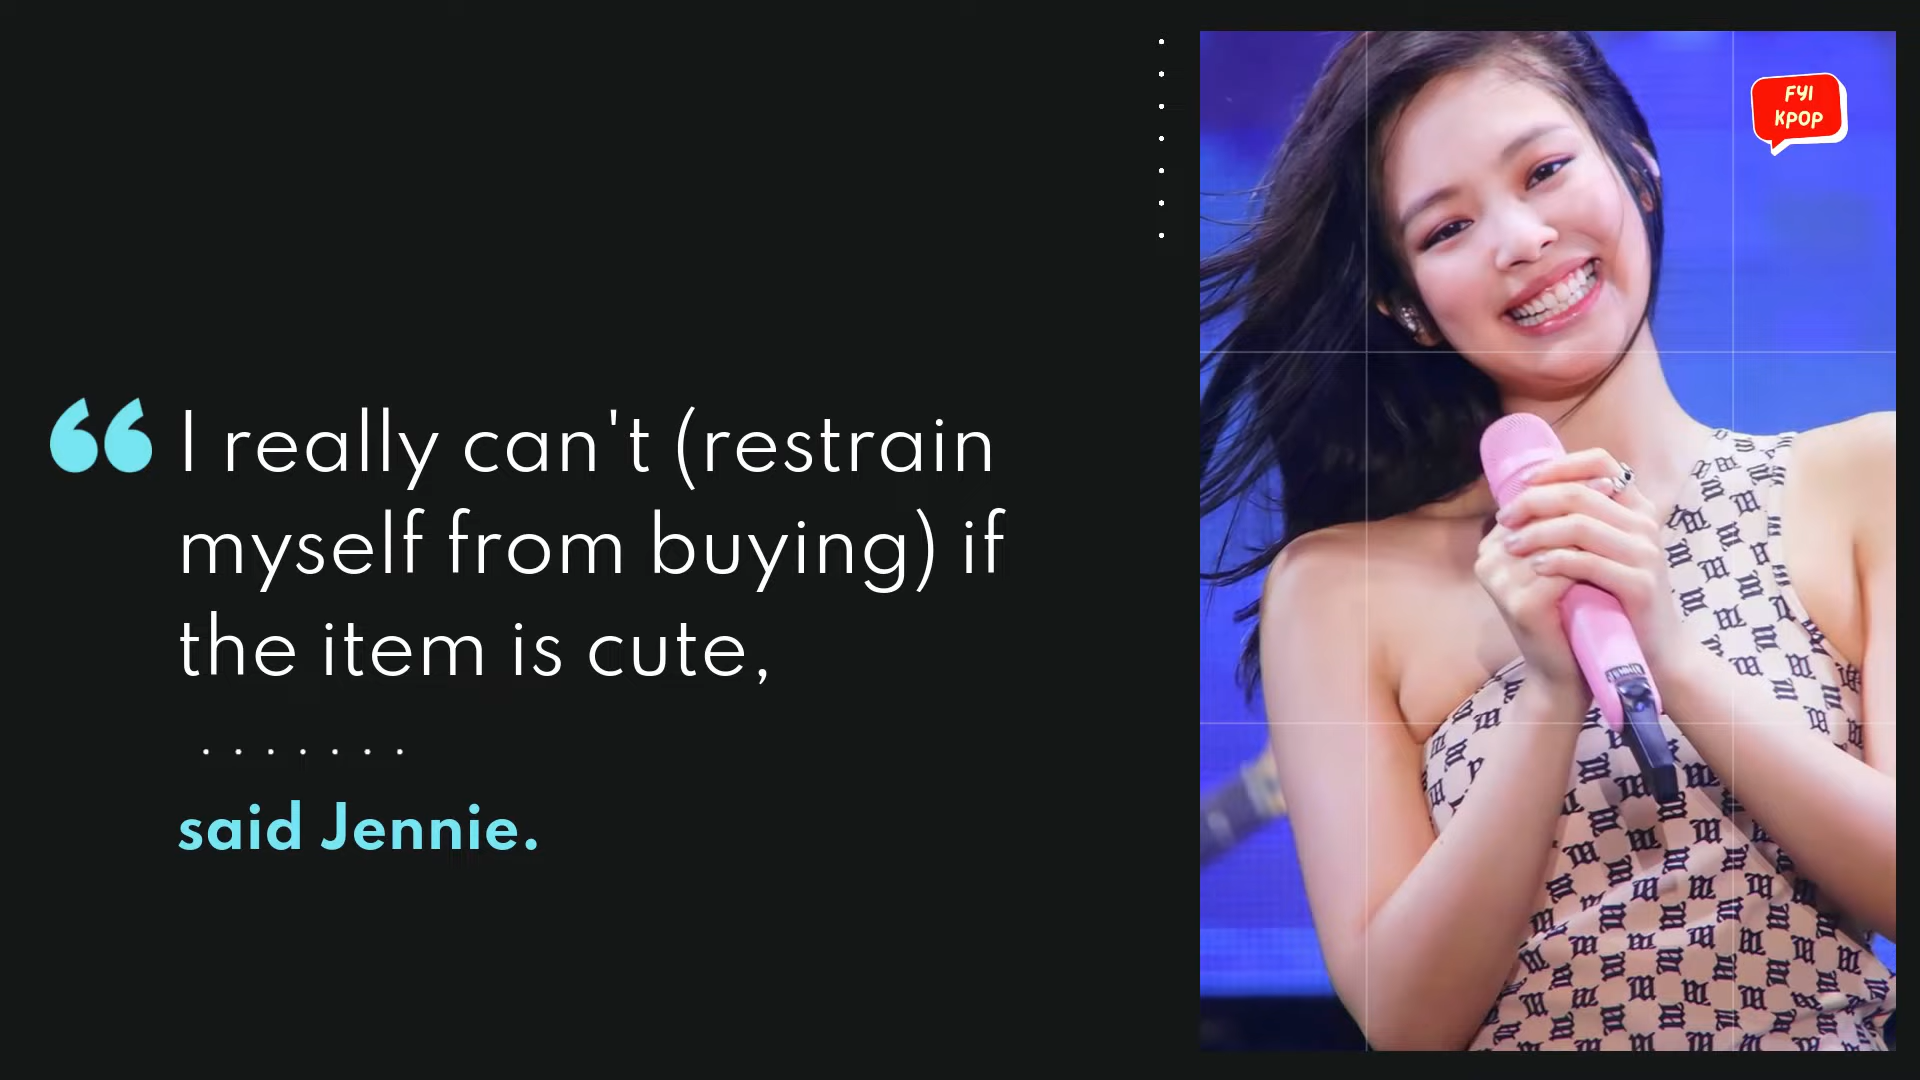 FYI
KPOP
“I really can't (restrain
myself from buying) if
the item is cute,
.......
said Jennie.